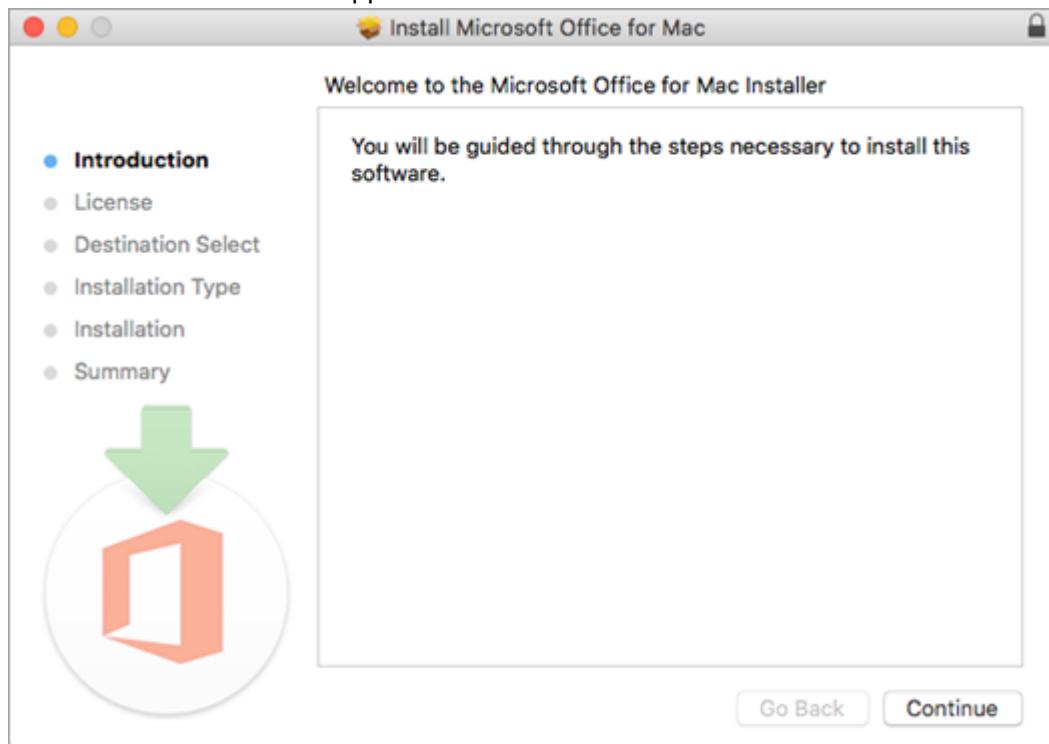 Install Microsoft Office for Mac
Welcome to the Microsoft Office for Mac Installer
Introduction
License
Destination Select
Installation Type
Installation
Summary
You will be guided through the steps necessary to install this
software.
Go Back
Continue